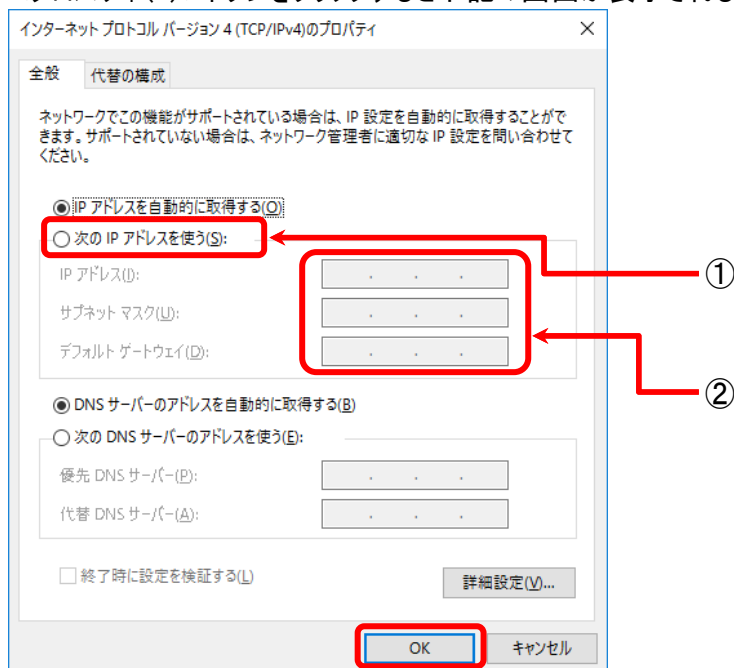 インターネット プロトコル バージョン 4 (TCP/IPv4)のプロパティ
全般
代替の構成
ネットワークでこの機能がサポートされている場合は、IP 設定を自動的に取得することがで
きます。サポートされていない場合は、ネットワーク管理者に適切な IP 設定を問い合わせて
ください。
IP アドレスを自動的に取得する(O)
次の IP アドレスを使う(S):
①
IP アドレス(I):
サブネット マスク(U):
デフォルト ゲートウェイ(D):
②
DNS サーバーのアドレスを自動的に取得する(B)
次の DNS サーバーのアドレスを使う(E):
優先 DNS サーバー(P):
代替 DNS サーバー(A):
終了時に設定を検証する(L)
詳細設定(V)...
OK
キャンセル